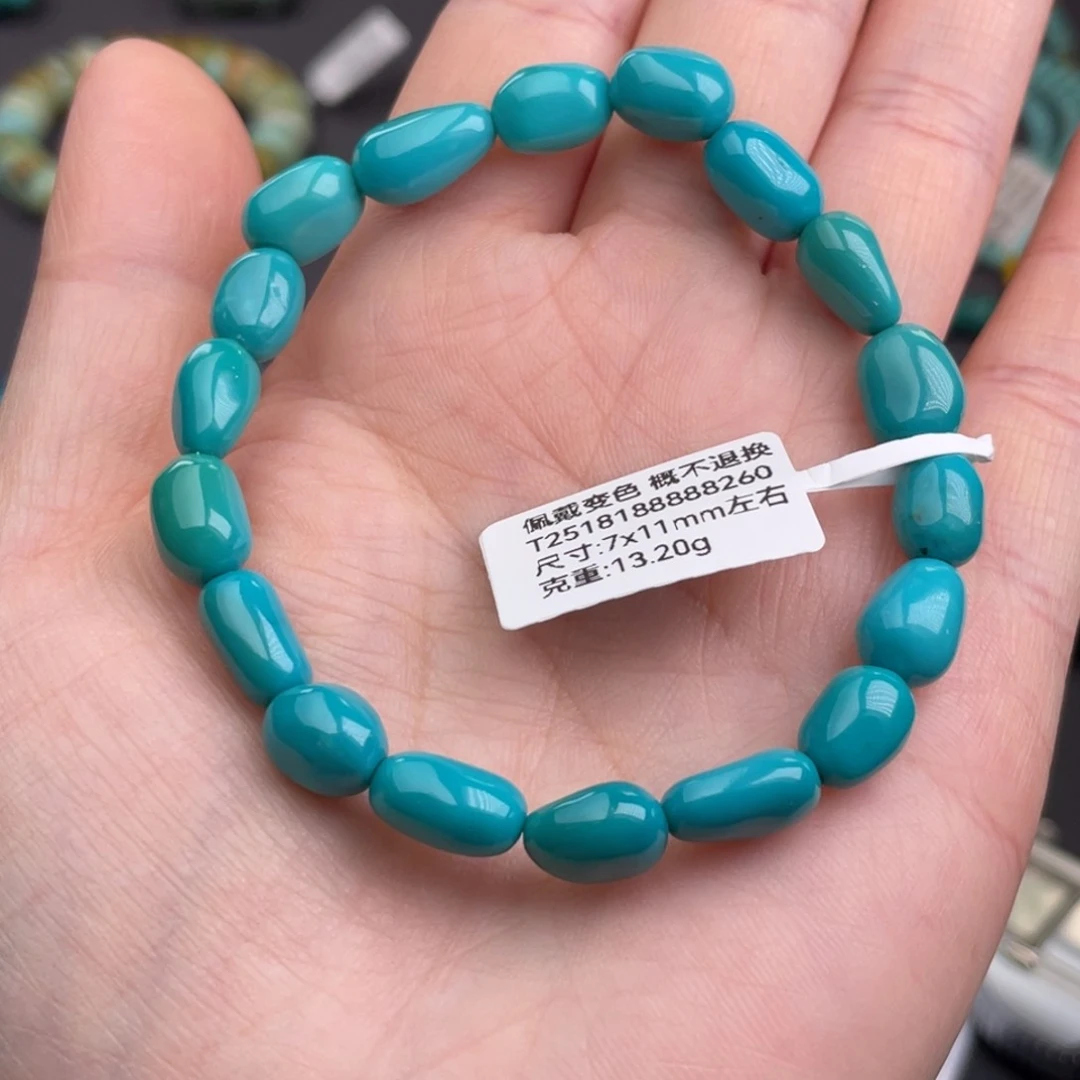 佩戴变色 概不退换
T2518188888260
尺寸:7x11mm左右
克重:13.20g